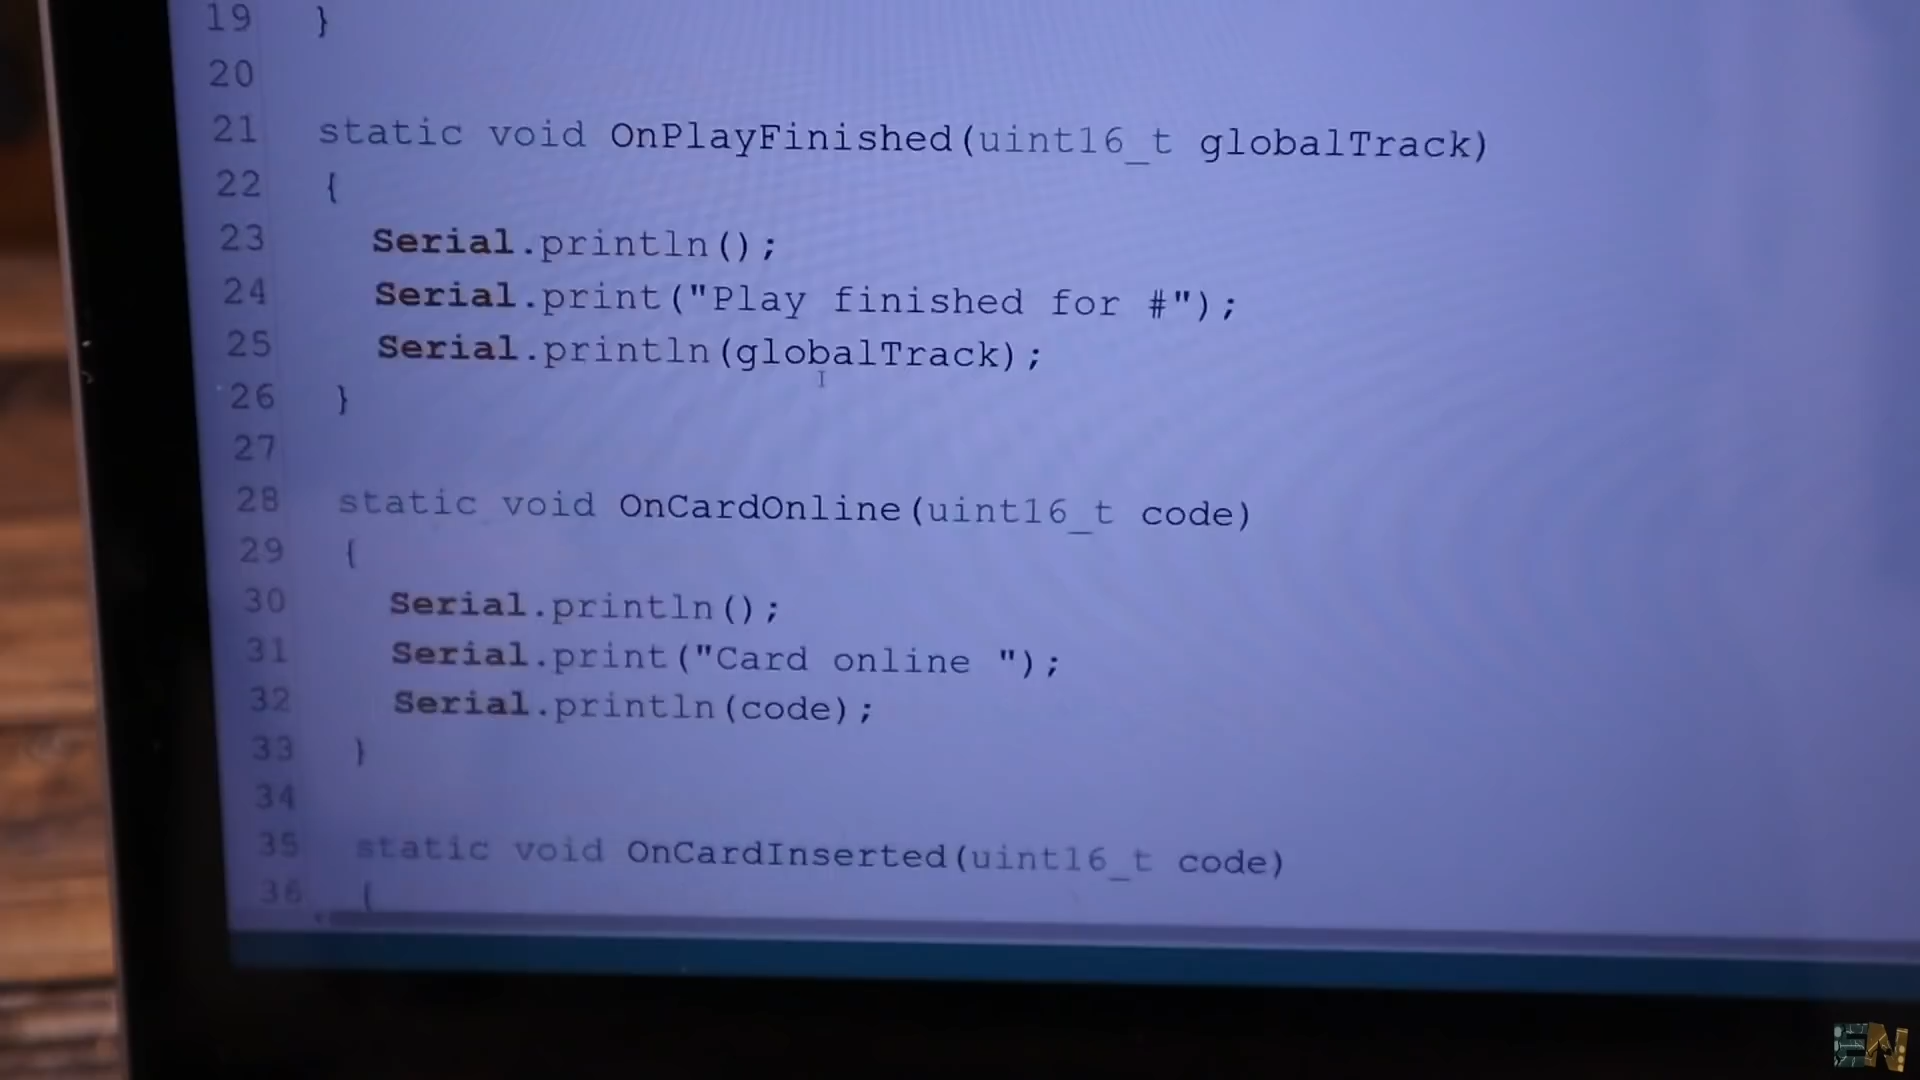 19 }
20
21 static void OnPlayFinished(uint16_t globalTrack)
22 {
23 Serial.println();
24 Serial.print("Play finished for #");
25 Serial.println(globalTrack);
26 }
27
28 static void OnCardOnline(uint16_t code)
29 {
30 Serial.println();
31 Serial.print("Card online ");
32 Serial.println(code);
33 }
34
35 static void OnCardInserted(uint16_t code)
36 {
EN